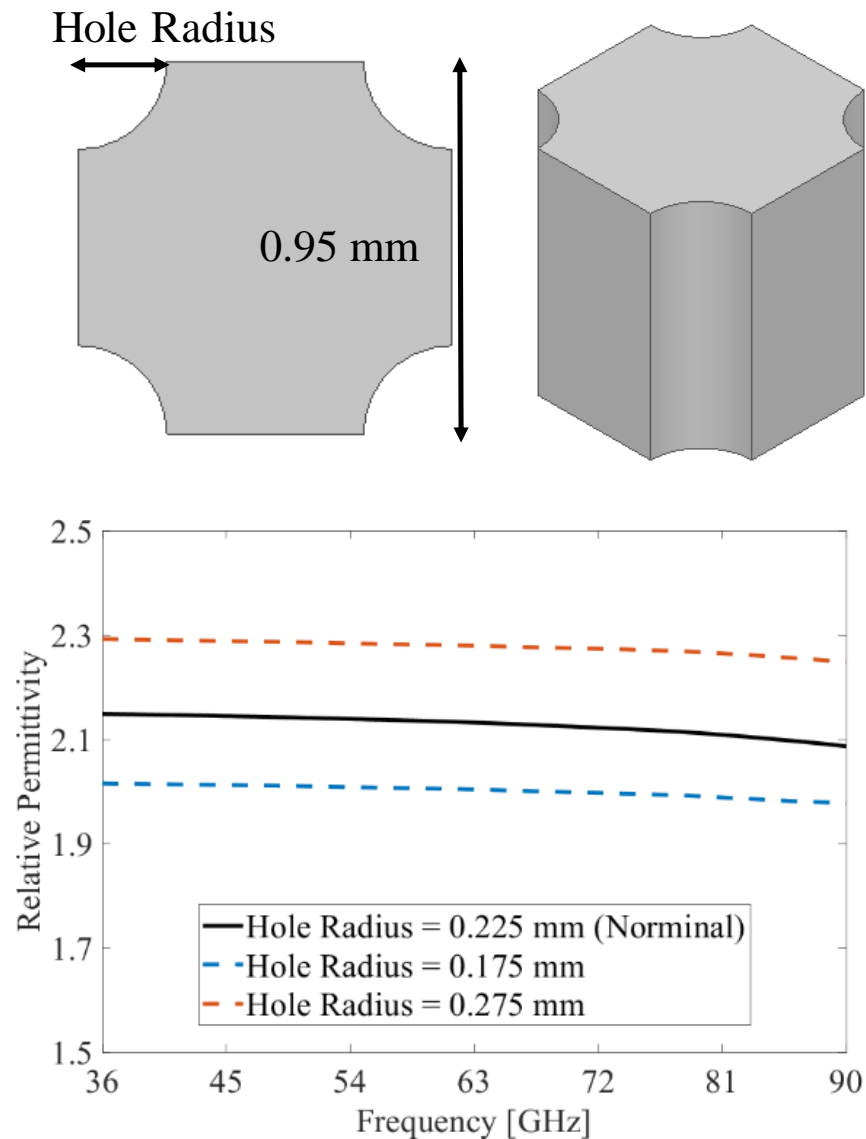 Hole Radius
0.95 mm
2.5
2.3
2.1
1.9
1.7
1.5
Relative Permittivity
Hole Radius = 0.225 mm (Norminal)
Hole Radius = 0.175 mm
Hole Radius = 0.275 mm
36 45 54 63 72 81 90
Frequency [GHz]